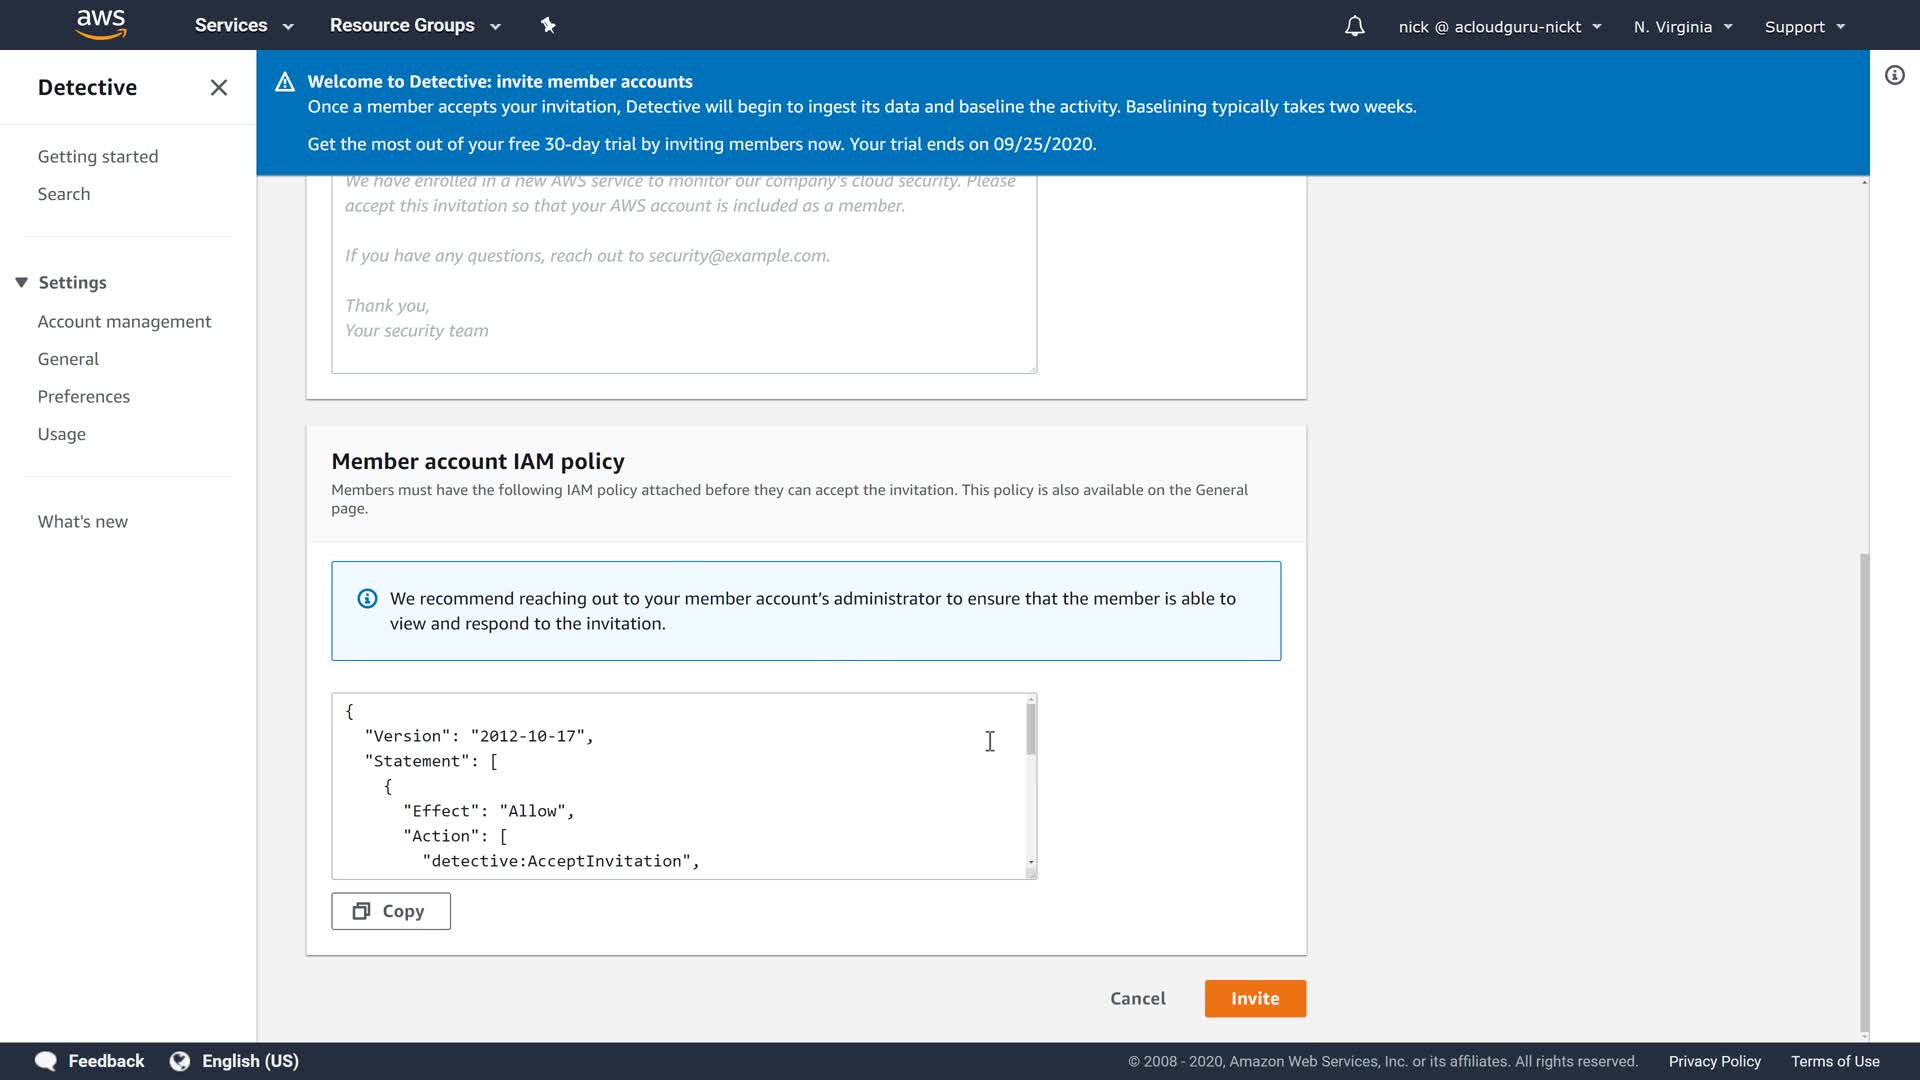 aws
Services
Resource Groups
nick @ acloudguru-nickt
N. Virginia
Support
Detective
Getting started
Search
Settings
Account management
General
Preferences
Usage
What's new
Welcome to Detective: invite member accounts
Once a member accepts your invitation, Detective will begin to ingest its data and baseline the activity. Baselining typically takes two weeks.
Get the most out of your free 30-day trial by inviting members now. Your trial ends on 09/25/2020.
We have enrolled in a new AWS service to monitor our company's cloud security. Please
accept this invitation so that your AWS account is included as a member.
If you have any questions, reach out to security@example.com.
Thank you,
Your security team
Member account IAM policy
Members must have the following IAM policy attached before they can accept the invitation. This policy is also available on the General
page.
We recommend reaching out to your member account's administrator to ensure that the member is able to
view and respond to the invitation.
{
"Version": "2012-10-17",
"Statement": [
{
"Effect": "Allow",
"Action": [
"detective:AcceptInvitation",
Copy
Cancel
Invite
Feedback
English (US)
© 2008 - 2020, Amazon Web Services, Inc. or its affiliates. All rights reserved.
Privacy Policy
Terms of Use